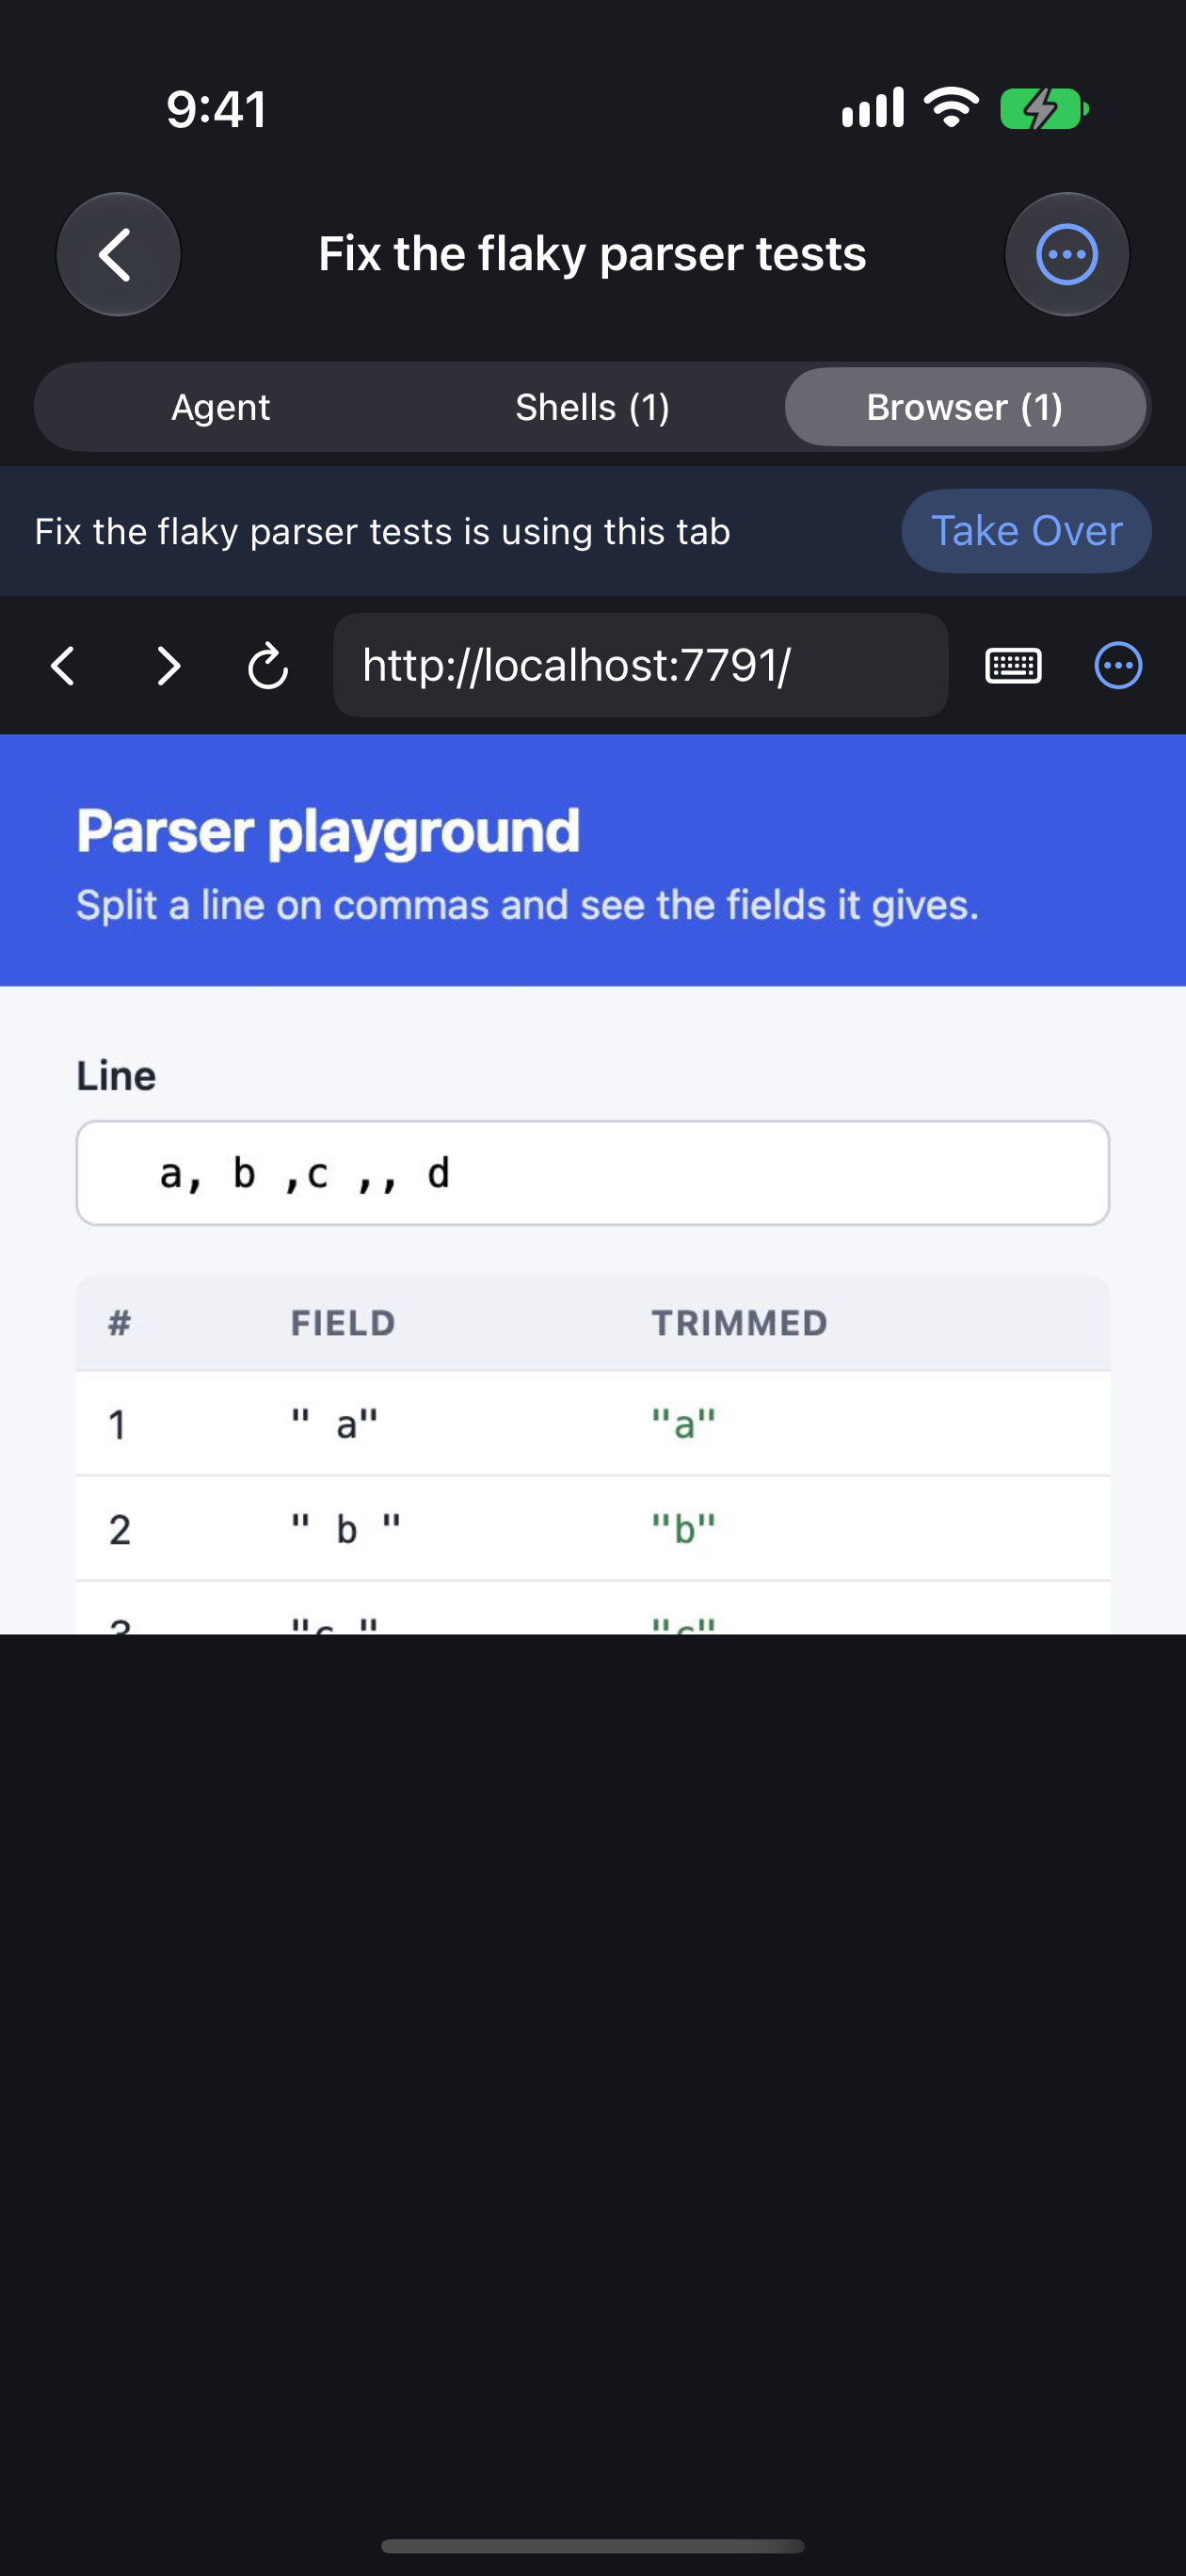 9:41
Fix the flaky parser tests
Agent
Shells (1)
Browser (1)
Fix the flaky parser tests is using this tab
Take Over
http://localhost:7791/
Parser playground
Split a line on commas and see the fields it gives.
Line
a, b ,c ,, d
# FIELD TRIMMED
1 " a" "a"
2 " b " "b"
3 "c " "c"